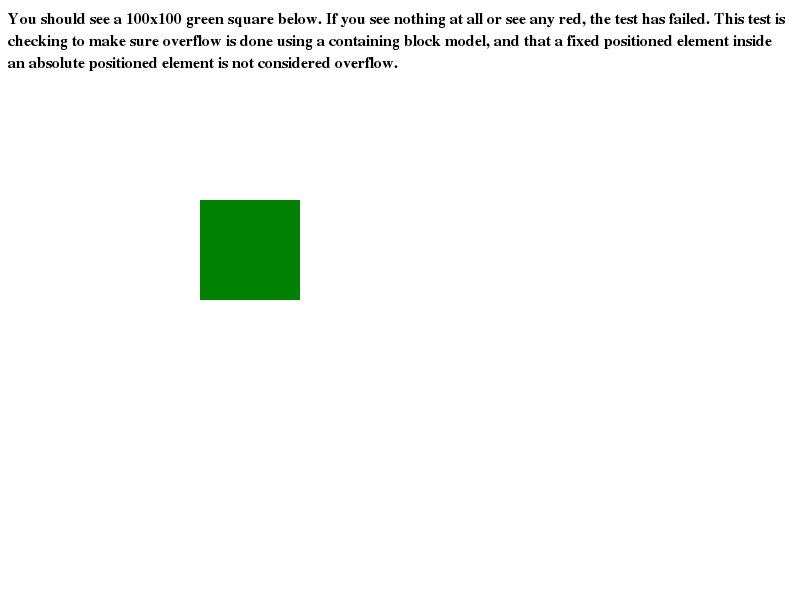 You should see a 100x100 green square below. If you see nothing at all or see any red, the test has failed. This test is
checking to make sure overflow is done using a containing block model, and that a fixed positioned element inside
an absolute positioned element is not considered overflow.